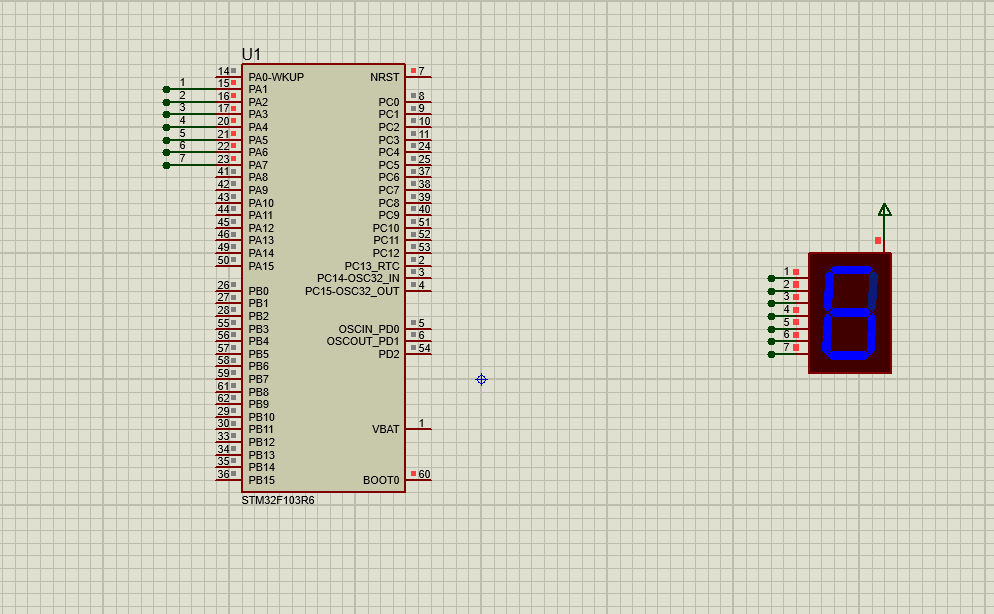 U1
14 PA0-WKUP NRST 7
1 15 PA1
2 16 PA2 PC0 8
3 17 PA3 PC1 9
4 20 PA4 PC2 10
5 21 PA5 PC3 11
6 22 PA6 PC4 24
7 23 PA7 PC5 25
41 PA8 PC6 37
42 PA9 PC7 38
43 PA10 PC8 39
44 PA11 PC9 40
45 PA12 PC10 51
46 PA13 PC11 52
49 PA14 PC12 53
50 PA15 PC13_RTC 2
PC14-OSC32_IN 3
26 PB0 PC15-OSC32_OUT 4
27 PB1
28 PB2
55 PB3 OSCIN_PD0 5
56 PB4 OSCOUT_PD1 6
57 PB5 PD2 54
58 PB6
59 PB7
61 PB8
62 PB9
29 PB10
30 PB11 VBAT 1
33 PB12
34 PB13
35 PB14
36 PB15 BOOT0 60
STM32F103R6
1
2
3
4
5
6
7
6